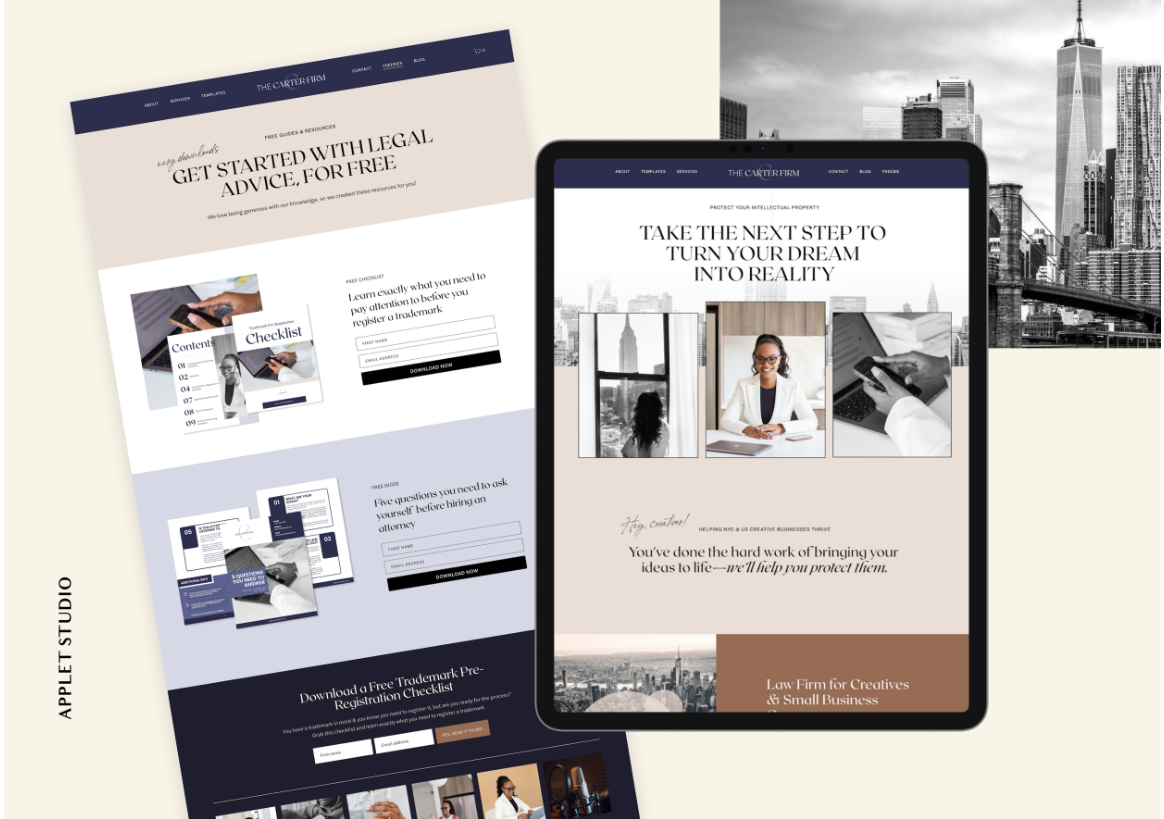 ABOUT SERVICES TEMPLATES THE CARTER FIRM CONTACT FREEBIES BLOG
FREE GUIDES & RESOURCES
easy downloads
GET STARTED WITH LEGAL
ADVICE, FOR FREE
We love being generous with our knowledge, so we created these resources for you!
Trademark Pre-Registration
Checklist
Contents
01
02
04
07
08
09
FREE CHECKLIST
Learn exactly what you need to
pay attention to before you
register a trademark
FIRST NAME
EMAIL ADDRESS
DOWNLOAD NOW
05
01
WHAT ARE YOUR
02
5 QUESTIONS
YOU NEED TO
ANSWER
ADDITIONAL INFO
FREE GUIDE
Five questions you need to ask
yourself before hiring an
attorney
FIRST NAME
EMAIL ADDRESS
DOWNLOAD NOW
Download a Free Trademark Pre-
Registration Checklist
You have a trademark in mind & you know you need to register it, but are you ready for the process?
Grab this checklist and learn exactly what you need to register a trademark
First name
Email address
YES, SEND IT TO ME!
ABOUT TEMPLATES SERVICES THE CARTER FIRM CONTACT BLOG FREEBIE
PROTECT YOUR INTELLECTUAL PROPERTY
TAKE THE NEXT STEP TO
TURN YOUR DREAM
INTO REALITY
Hey, creatives!
HELPING NYC & US CREATIVE BUSINESSES THRIVE
You've done the hard work of bringing your
ideas to life—we'll help you protect them.
Law Firm for Creatives
& Small Business
APPLET STUDIO